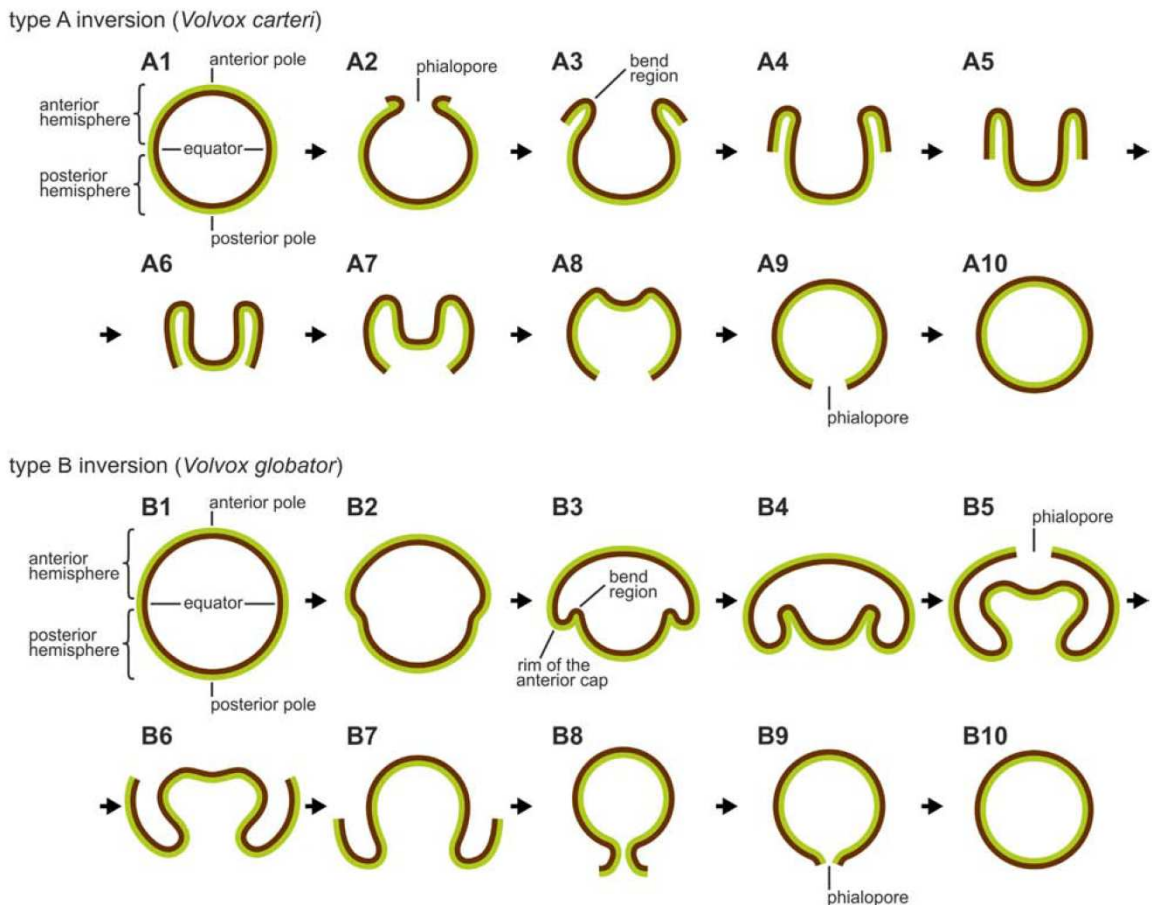 type A inversion (Volvox carteri)
A1
A2
A3
A4
A5
anterior pole
phialopore
bend
region
anterior
hemisphere
equator
posterior
hemisphere
posterior pole
A6
A7
A8
A9
A10
phialopore
type B inversion (Volvox globator)
B1
B2
B3
B4
B5
anterior pole
phialopore
anterior
hemisphere
bend
region
equator
posterior
hemisphere
rim of the
anterior cap
posterior pole
B6
B7
B8
B9
B10
phialopore